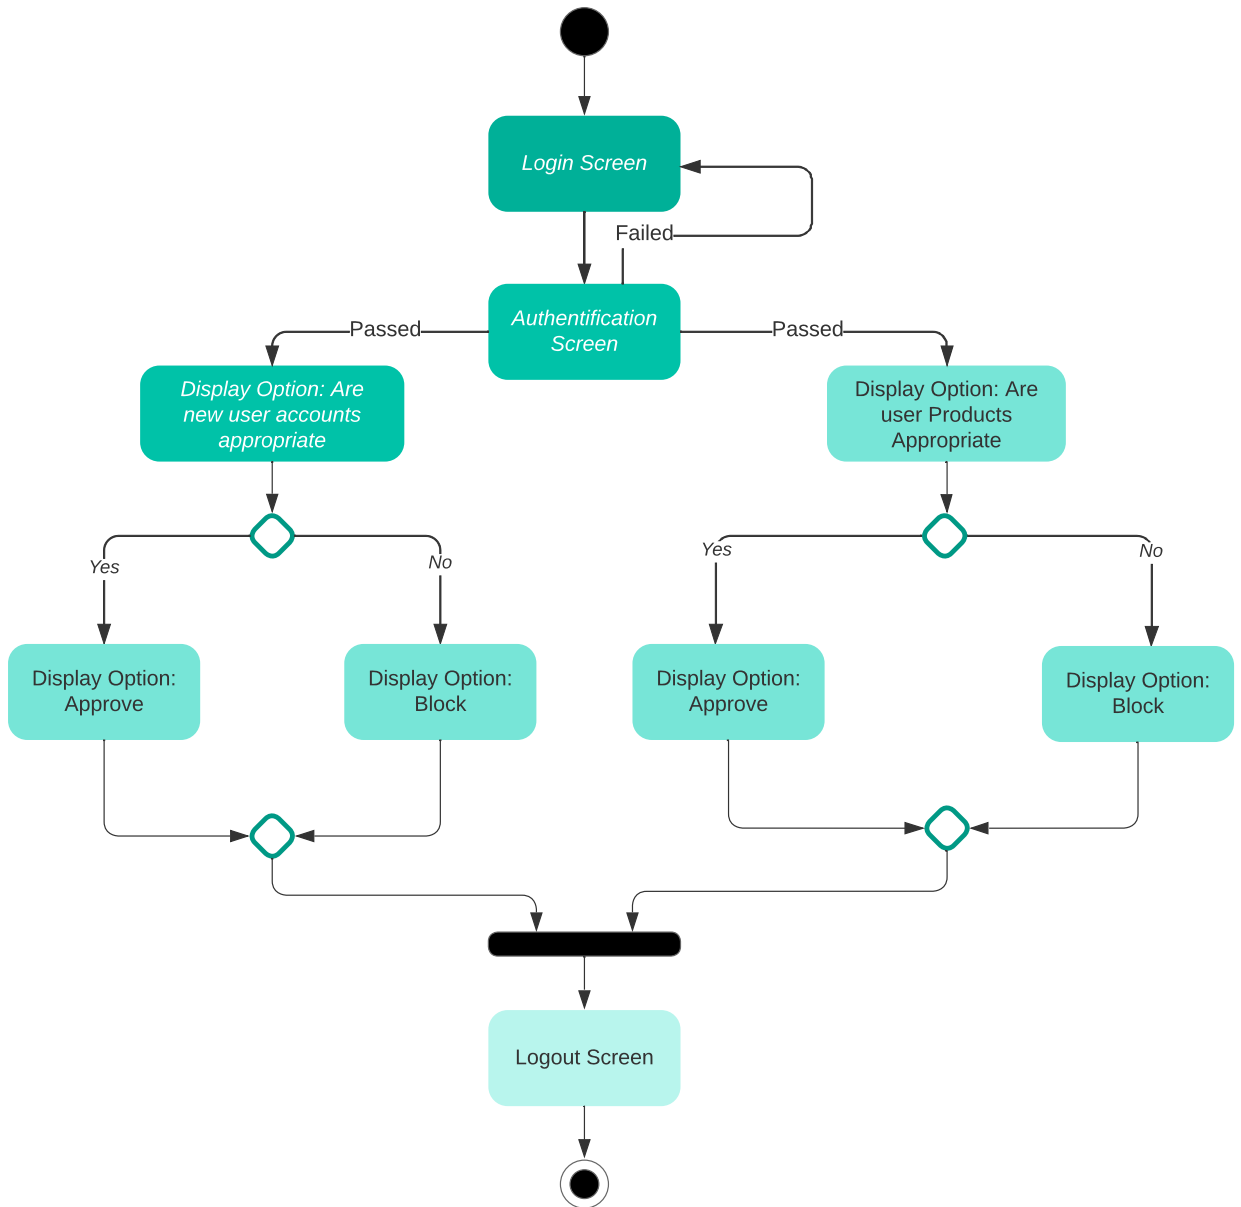 Login Screen
Failed
Authentification
Screen
Passed
Passed
Display Option: Are
new user accounts
appropriate
Display Option: Are
user Products
Appropriate
Yes
No
Yes
No
Display Option:
Approve
Display Option:
Block
Display Option:
Approve
Display Option:
Block
Logout Screen